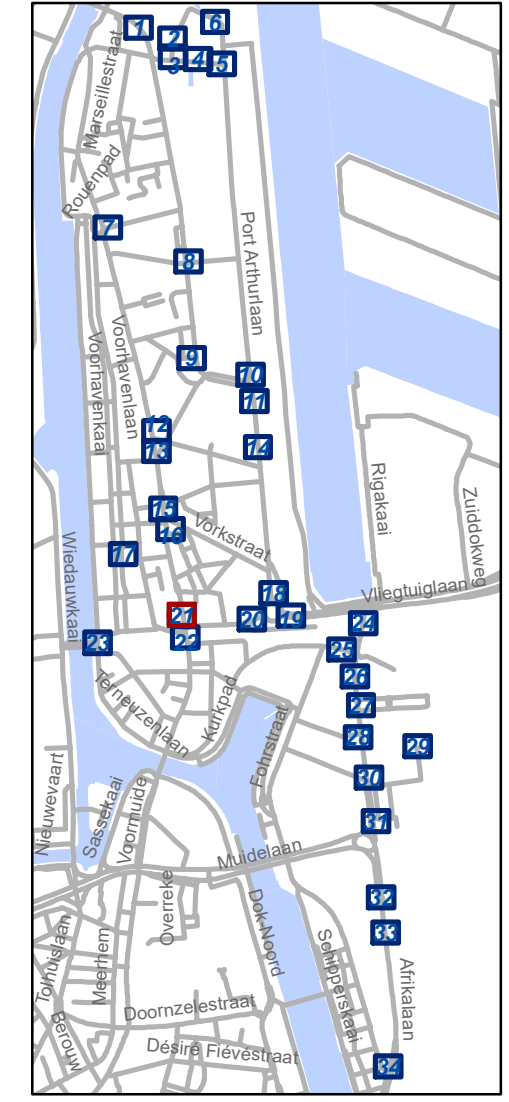 1
2
6
3
4
5
Marseillestraat
Rouenpad
7
Port Arthurlaan
8
Voorhavenlaan
Voorhavenkaai
9
10
11
12
13
14
Rigakaai
Zuiddokweg
15
16
Vorkstraat
17
Wiedauwkaai
18
Vliegtuiglaan
21
20
19
24
23
22
25
26
Terneuzenlaan
Kurkpad
27
Fohrstraat
28
29
30
Nieuwevaart
Sassekaai
Voormuide
31
Muidelaan
Overreke
32
Tolhuislaan
Meerhem
Dok-Noord
33
Schipperskaai
Afrikalaan
Doornzelestraat
Berouw
Désiré Fiévéstraat
34